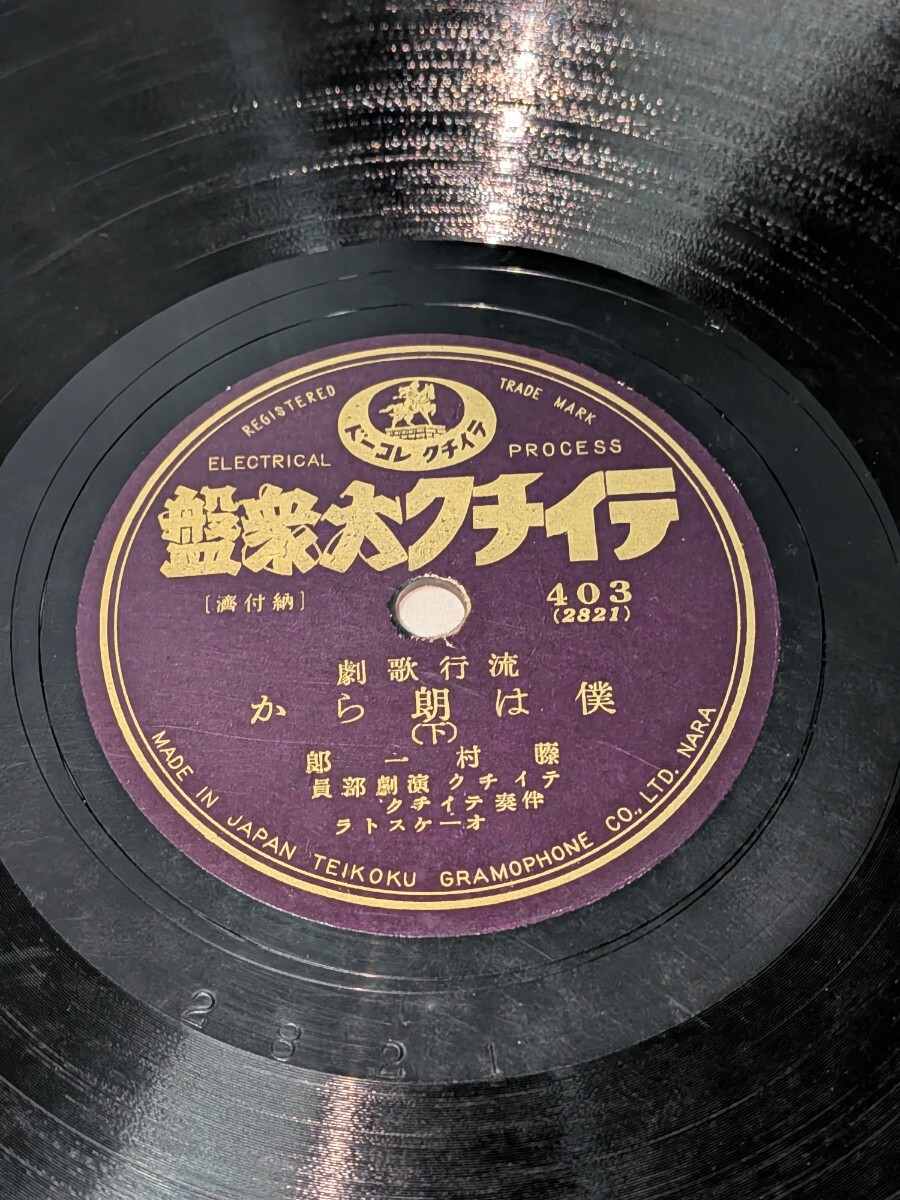 REGISTERED TRADE MARK
テイチクレコード
ELECTRICAL PROCESS
テイチク大衆盤
403 [納付濟]
(2821)
流行歌劇
僕は朗らか
(下)
藤村一郎
テイチク演劇部員
伴奏テイチク
オーケストラ
MADE IN JAPAN TEIKOKU GRAMOPHONE CO., LTD. NARA
2821